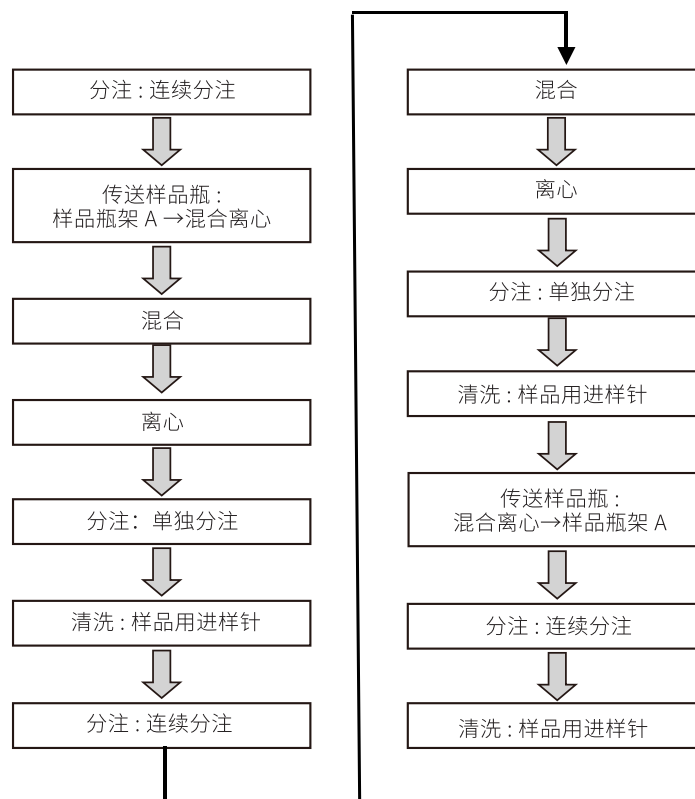 分注 : 连续分注
传送样品瓶 :
样品瓶架 A →混合离心
混合
离心
分注： 单独分注
清洗 : 样品用进样针
分注 : 连续分注
混合
离心
分注 : 单独分注
清洗 : 样品用进样针
传送样品瓶 :
混合离心→样品瓶架 A
分注 : 连续分注
清洗 : 样品用进样针